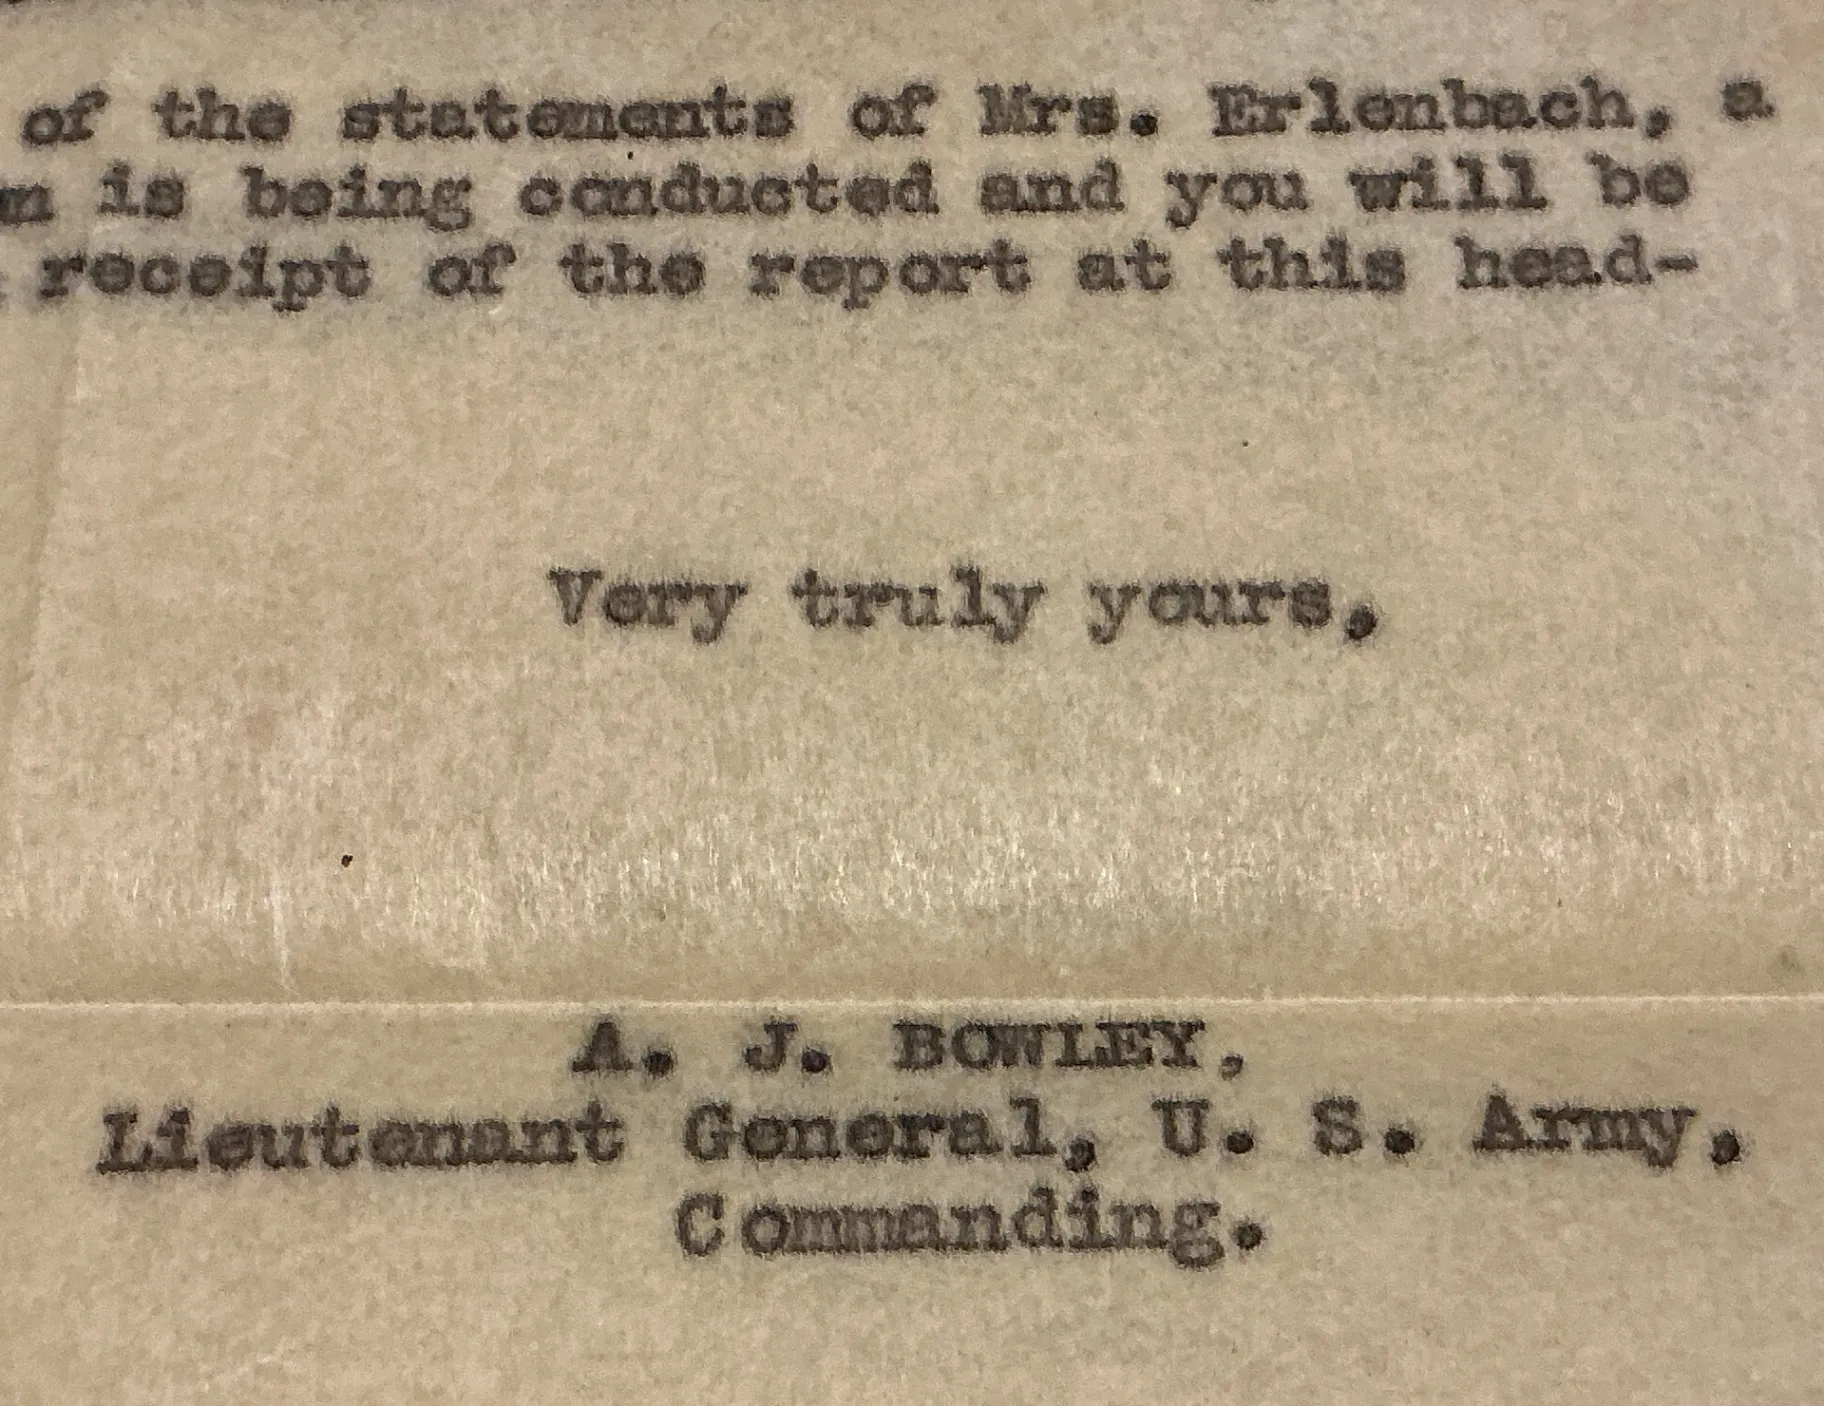 of the statements of Mrs. Erlenbach, a
is being conducted and you will be
receipt of the report at this head-
Very truly yours,
A. J. BOWLEY,
Lieutenant General, U. S. Army,
Commanding.